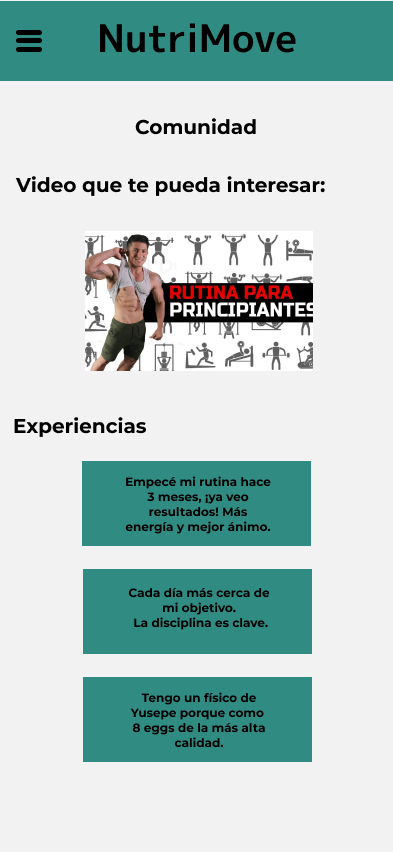 NutriMove
Comunidad
Video que te pueda interesar:
RUTINA PARA
PRINCIPIANTES
Experiencias
Empecé mi rutina hace
3 meses, ¡ya veo
resultados! Más
energía y mejor ánimo.
Cada día más cerca de
mi objetivo.
La disciplina es clave.
Tengo un físico de
Yusepe porque como
8 eggs de la más alta
calidad.